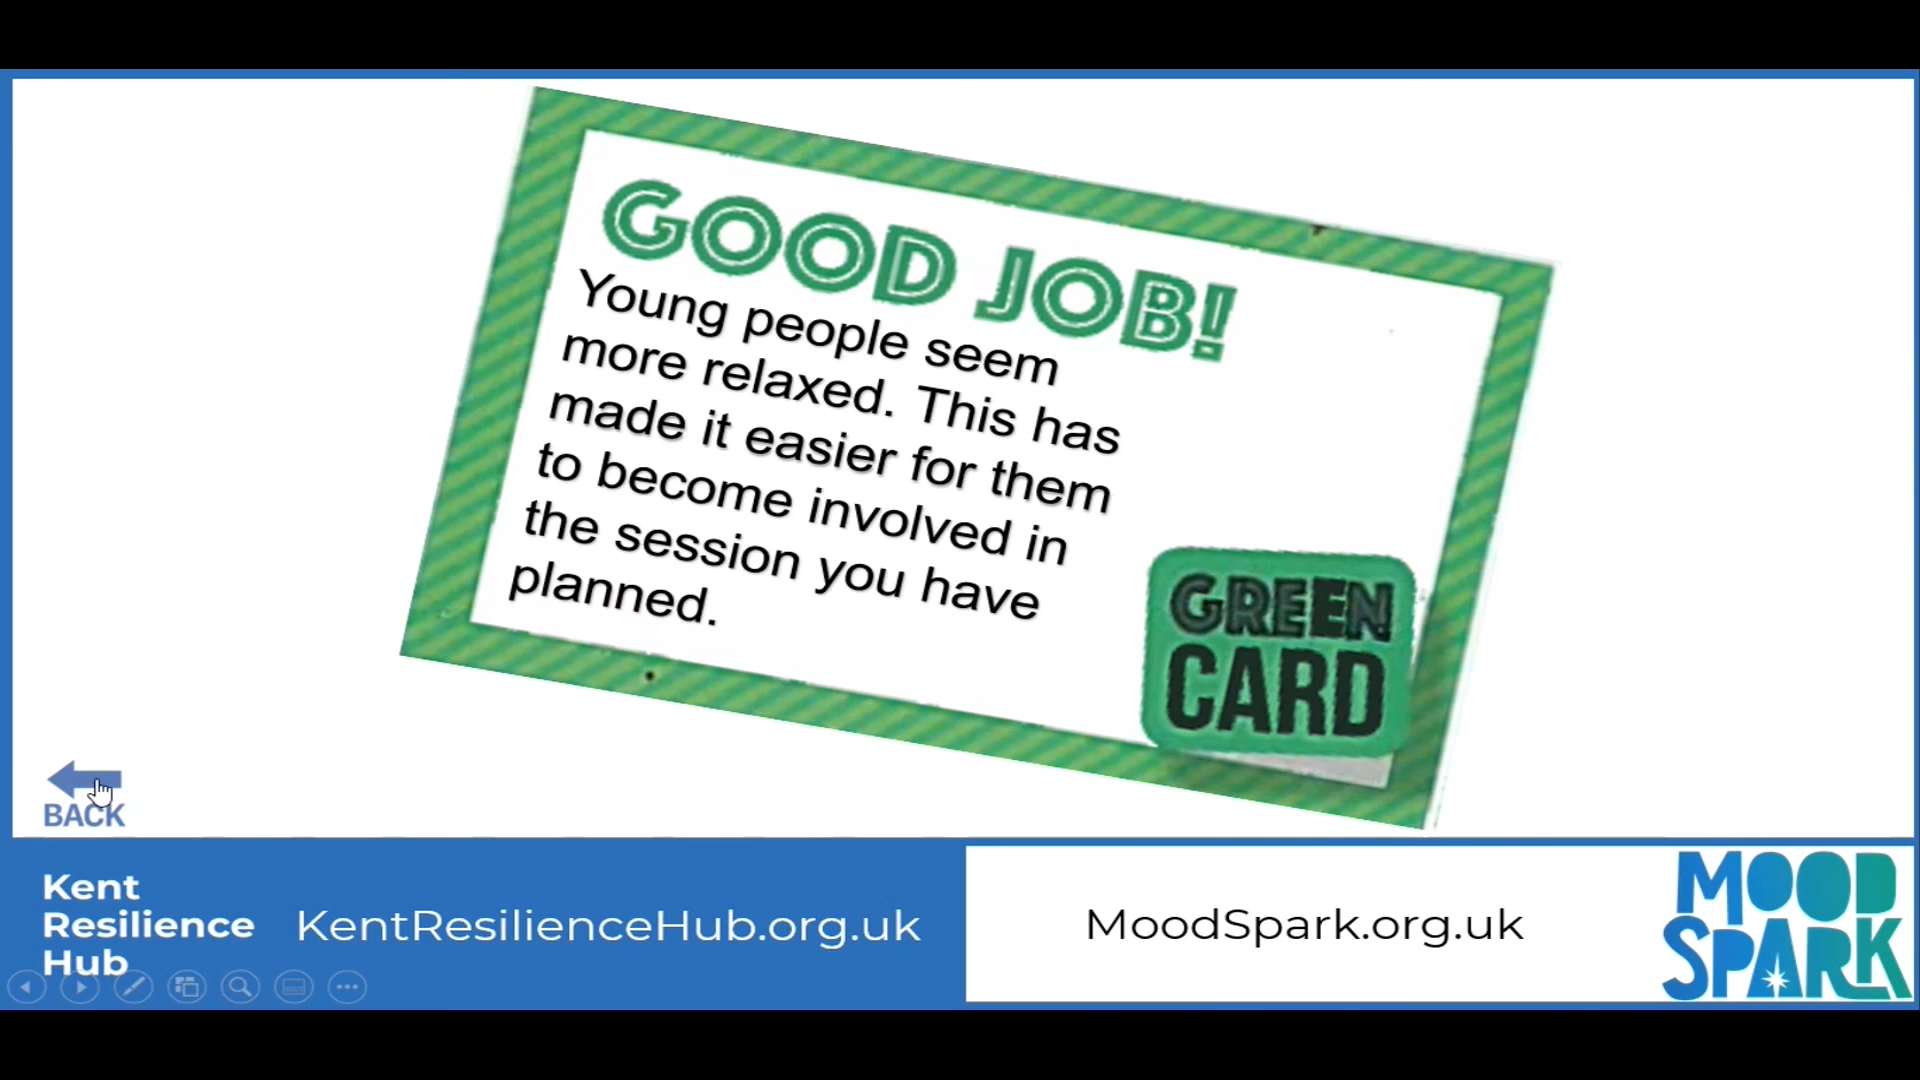 GOOD JOB!
Young people seem
more relaxed. This has
made it easier for them
to become involved in
the session you have
planned.
GREEN
CARD
BACK
Kent
Resilience
Hub
KentResilienceHub.org.uk
MoodSpark.org.uk
MOOD
SPARK